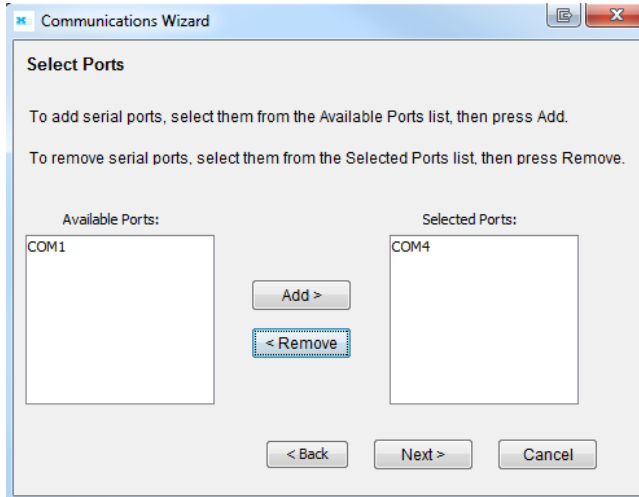 Communications Wizard
Select Ports
To add serial ports, select them from the Available Ports list, then press Add.
To remove serial ports, select them from the Selected Ports list, then press Remove.
Available Ports:
Selected Ports:
COM1
COM4
Add >
< Remove
< Back
Next >
Cancel